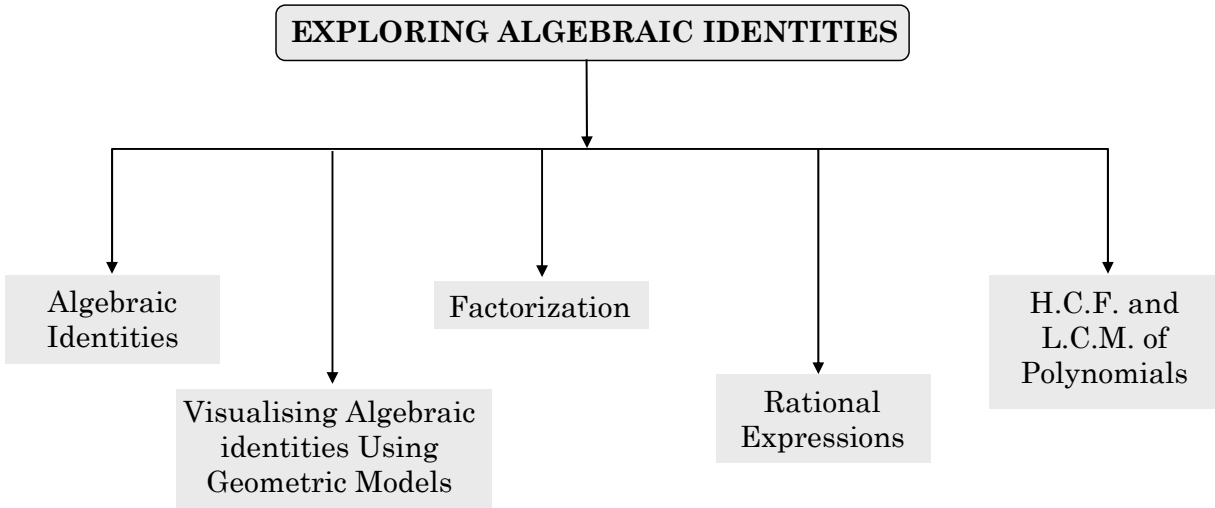 EXPLORING ALGEBRAIC IDENTITIES
Algebraic
Identities
Visualising Algebraic
identities Using
Geometric Models
Factorization
Rational
Expressions
H.C.F. and
L.C.M. of
Polynomials